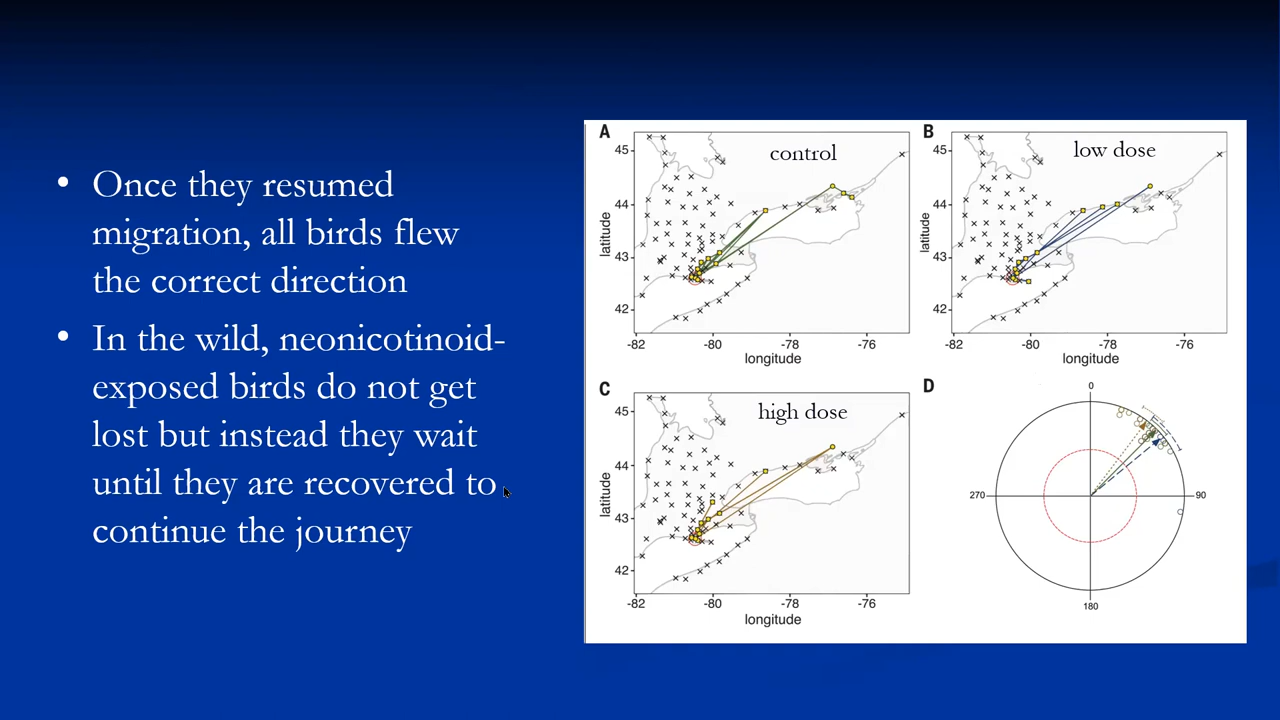 • Once they resumed
migration, all birds flew
the correct direction
• In the wild, neonicotinoid-
exposed birds do not get
lost but instead they wait
until they are recovered to
continue the journey
A
control
45
44
43
42
latitude
-82
-80
-78
-76
longitude
B
low dose
45
44
43
42
latitude
-82
-80
-78
-76
longitude
C
high dose
45
44
43
42
latitude
-82
-80
-78
-76
longitude
D
0
270
90
180